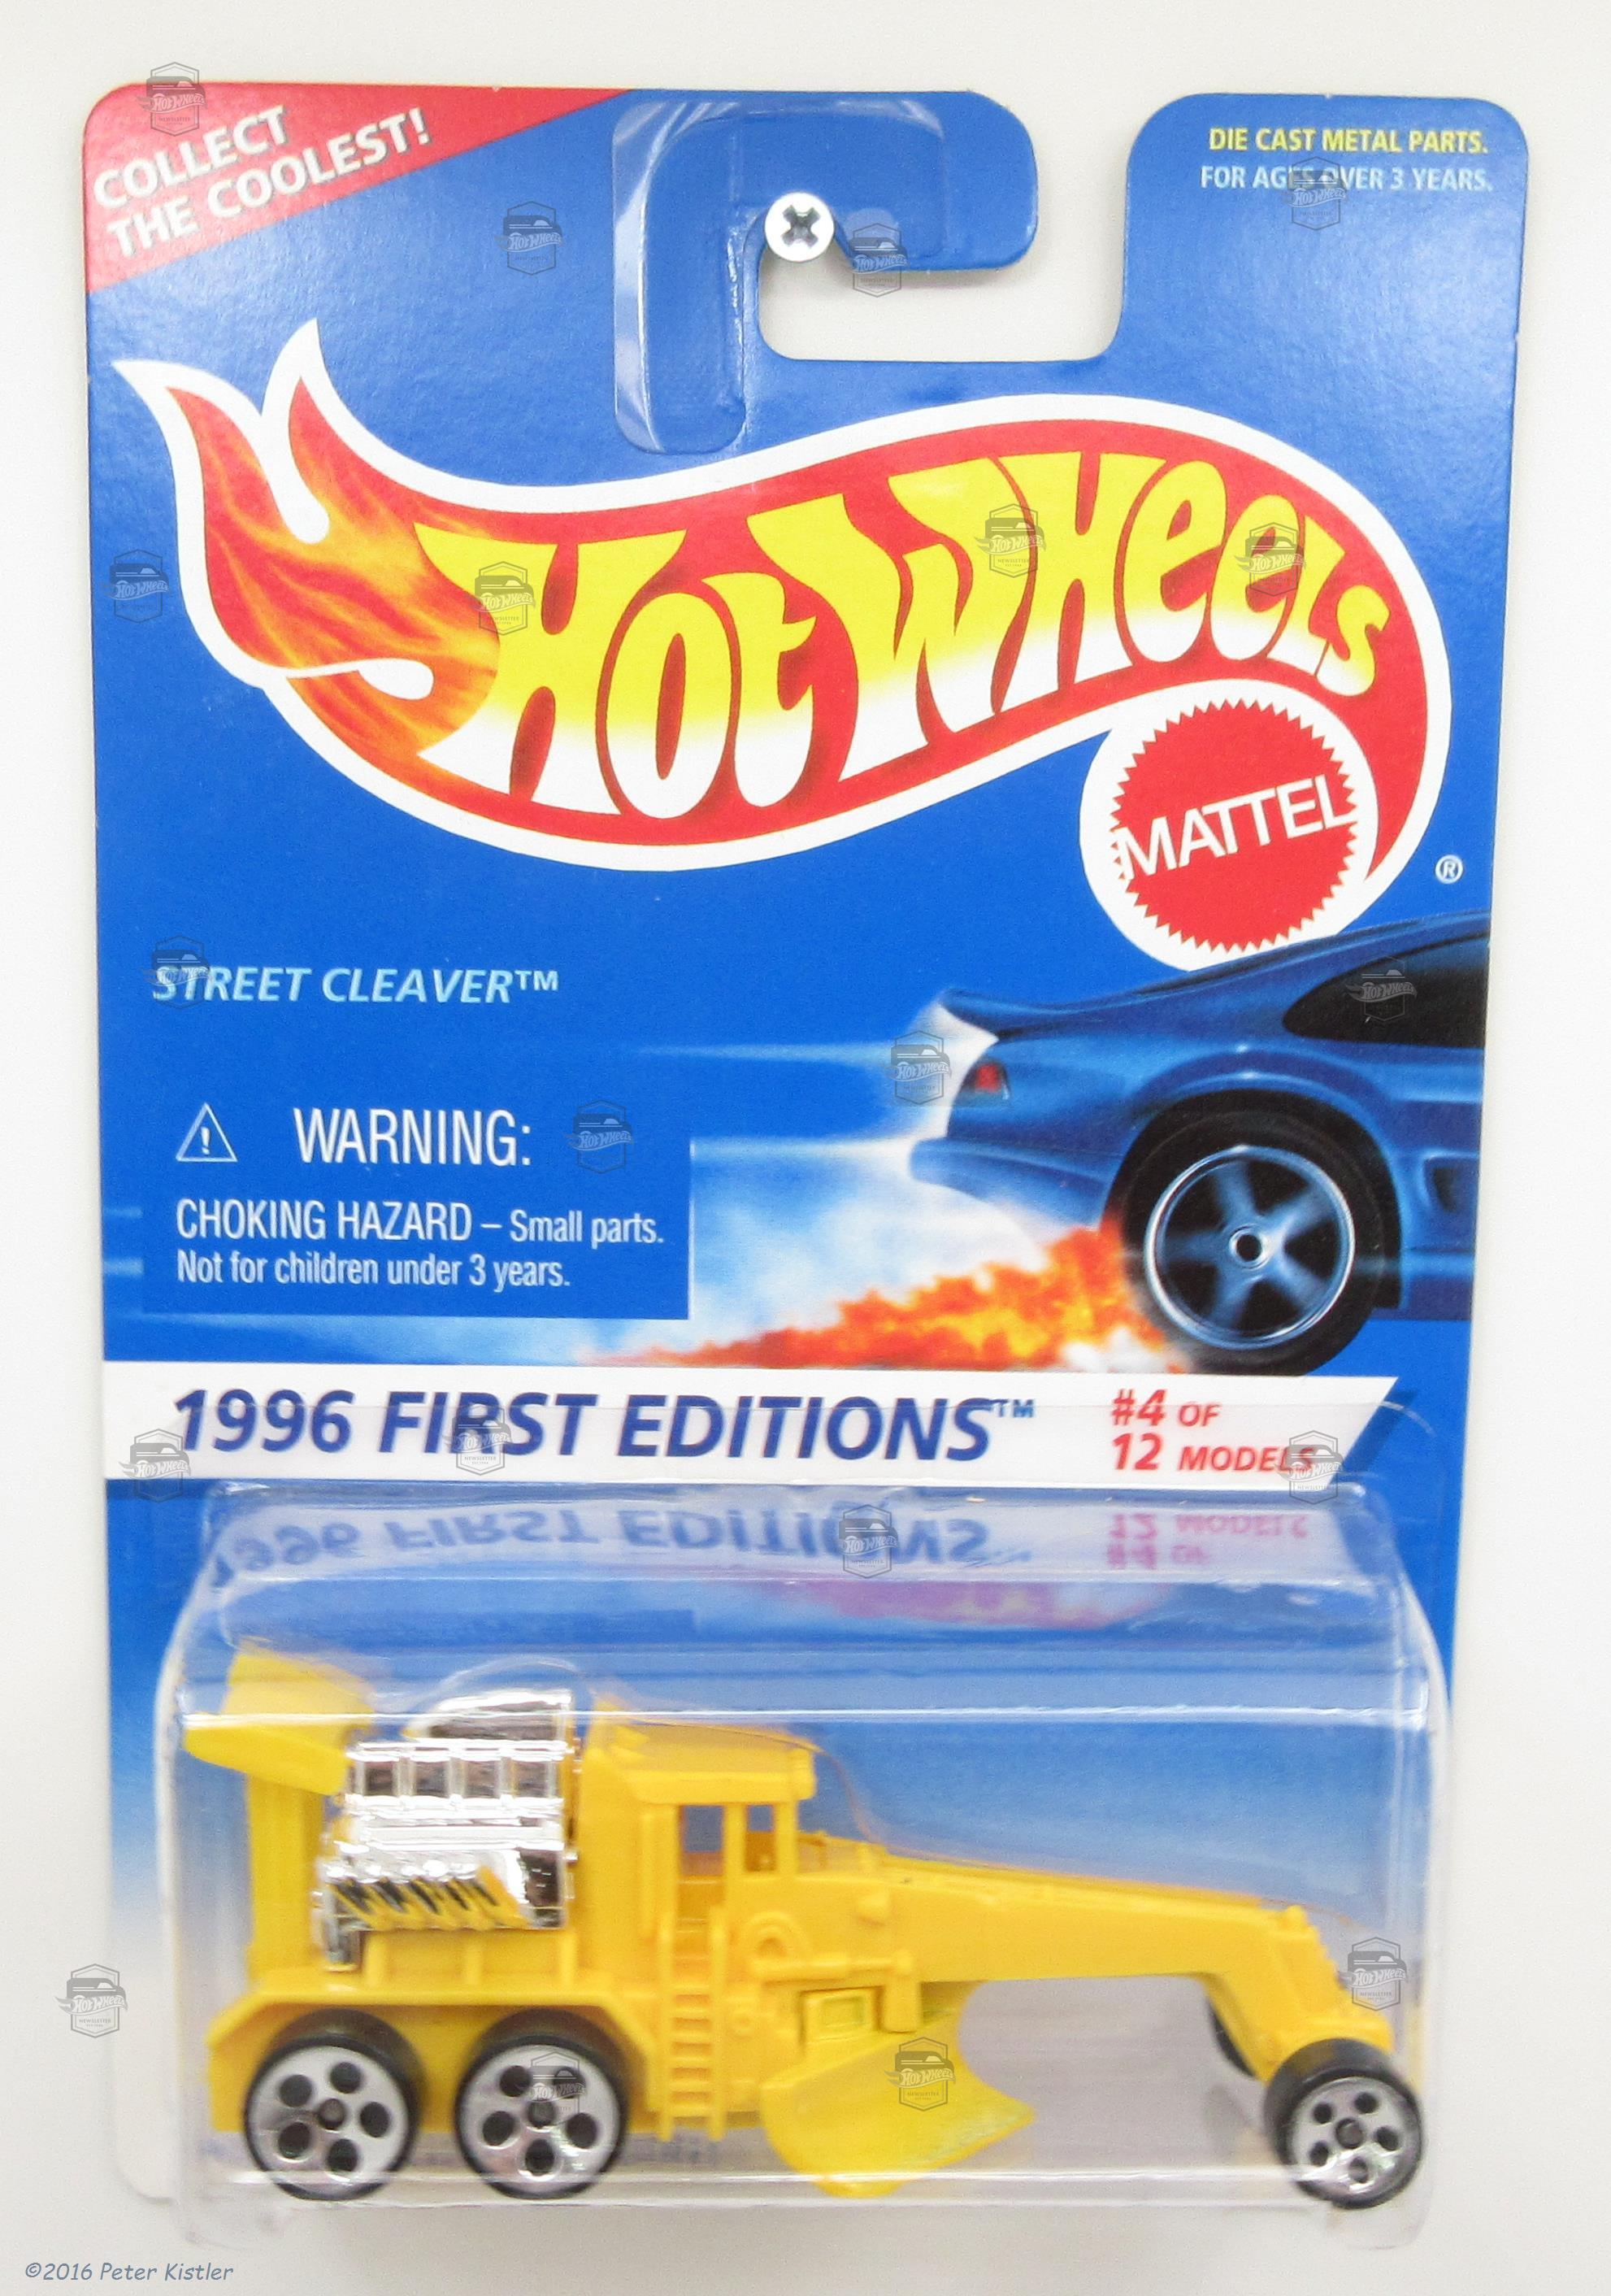 COLLECT
THE COOLEST!
DIE CAST METAL PARTS.
FOR AGES OVER 3 YEARS.
Hot Wheels
MATTEL
®
STREET CLEAVER™
WARNING:
CHOKING HAZARD – Small parts.
Not for children under 3 years.
1996 FIRST EDITIONS™
#4 OF
12 MODELS
©2016 Peter Kistler